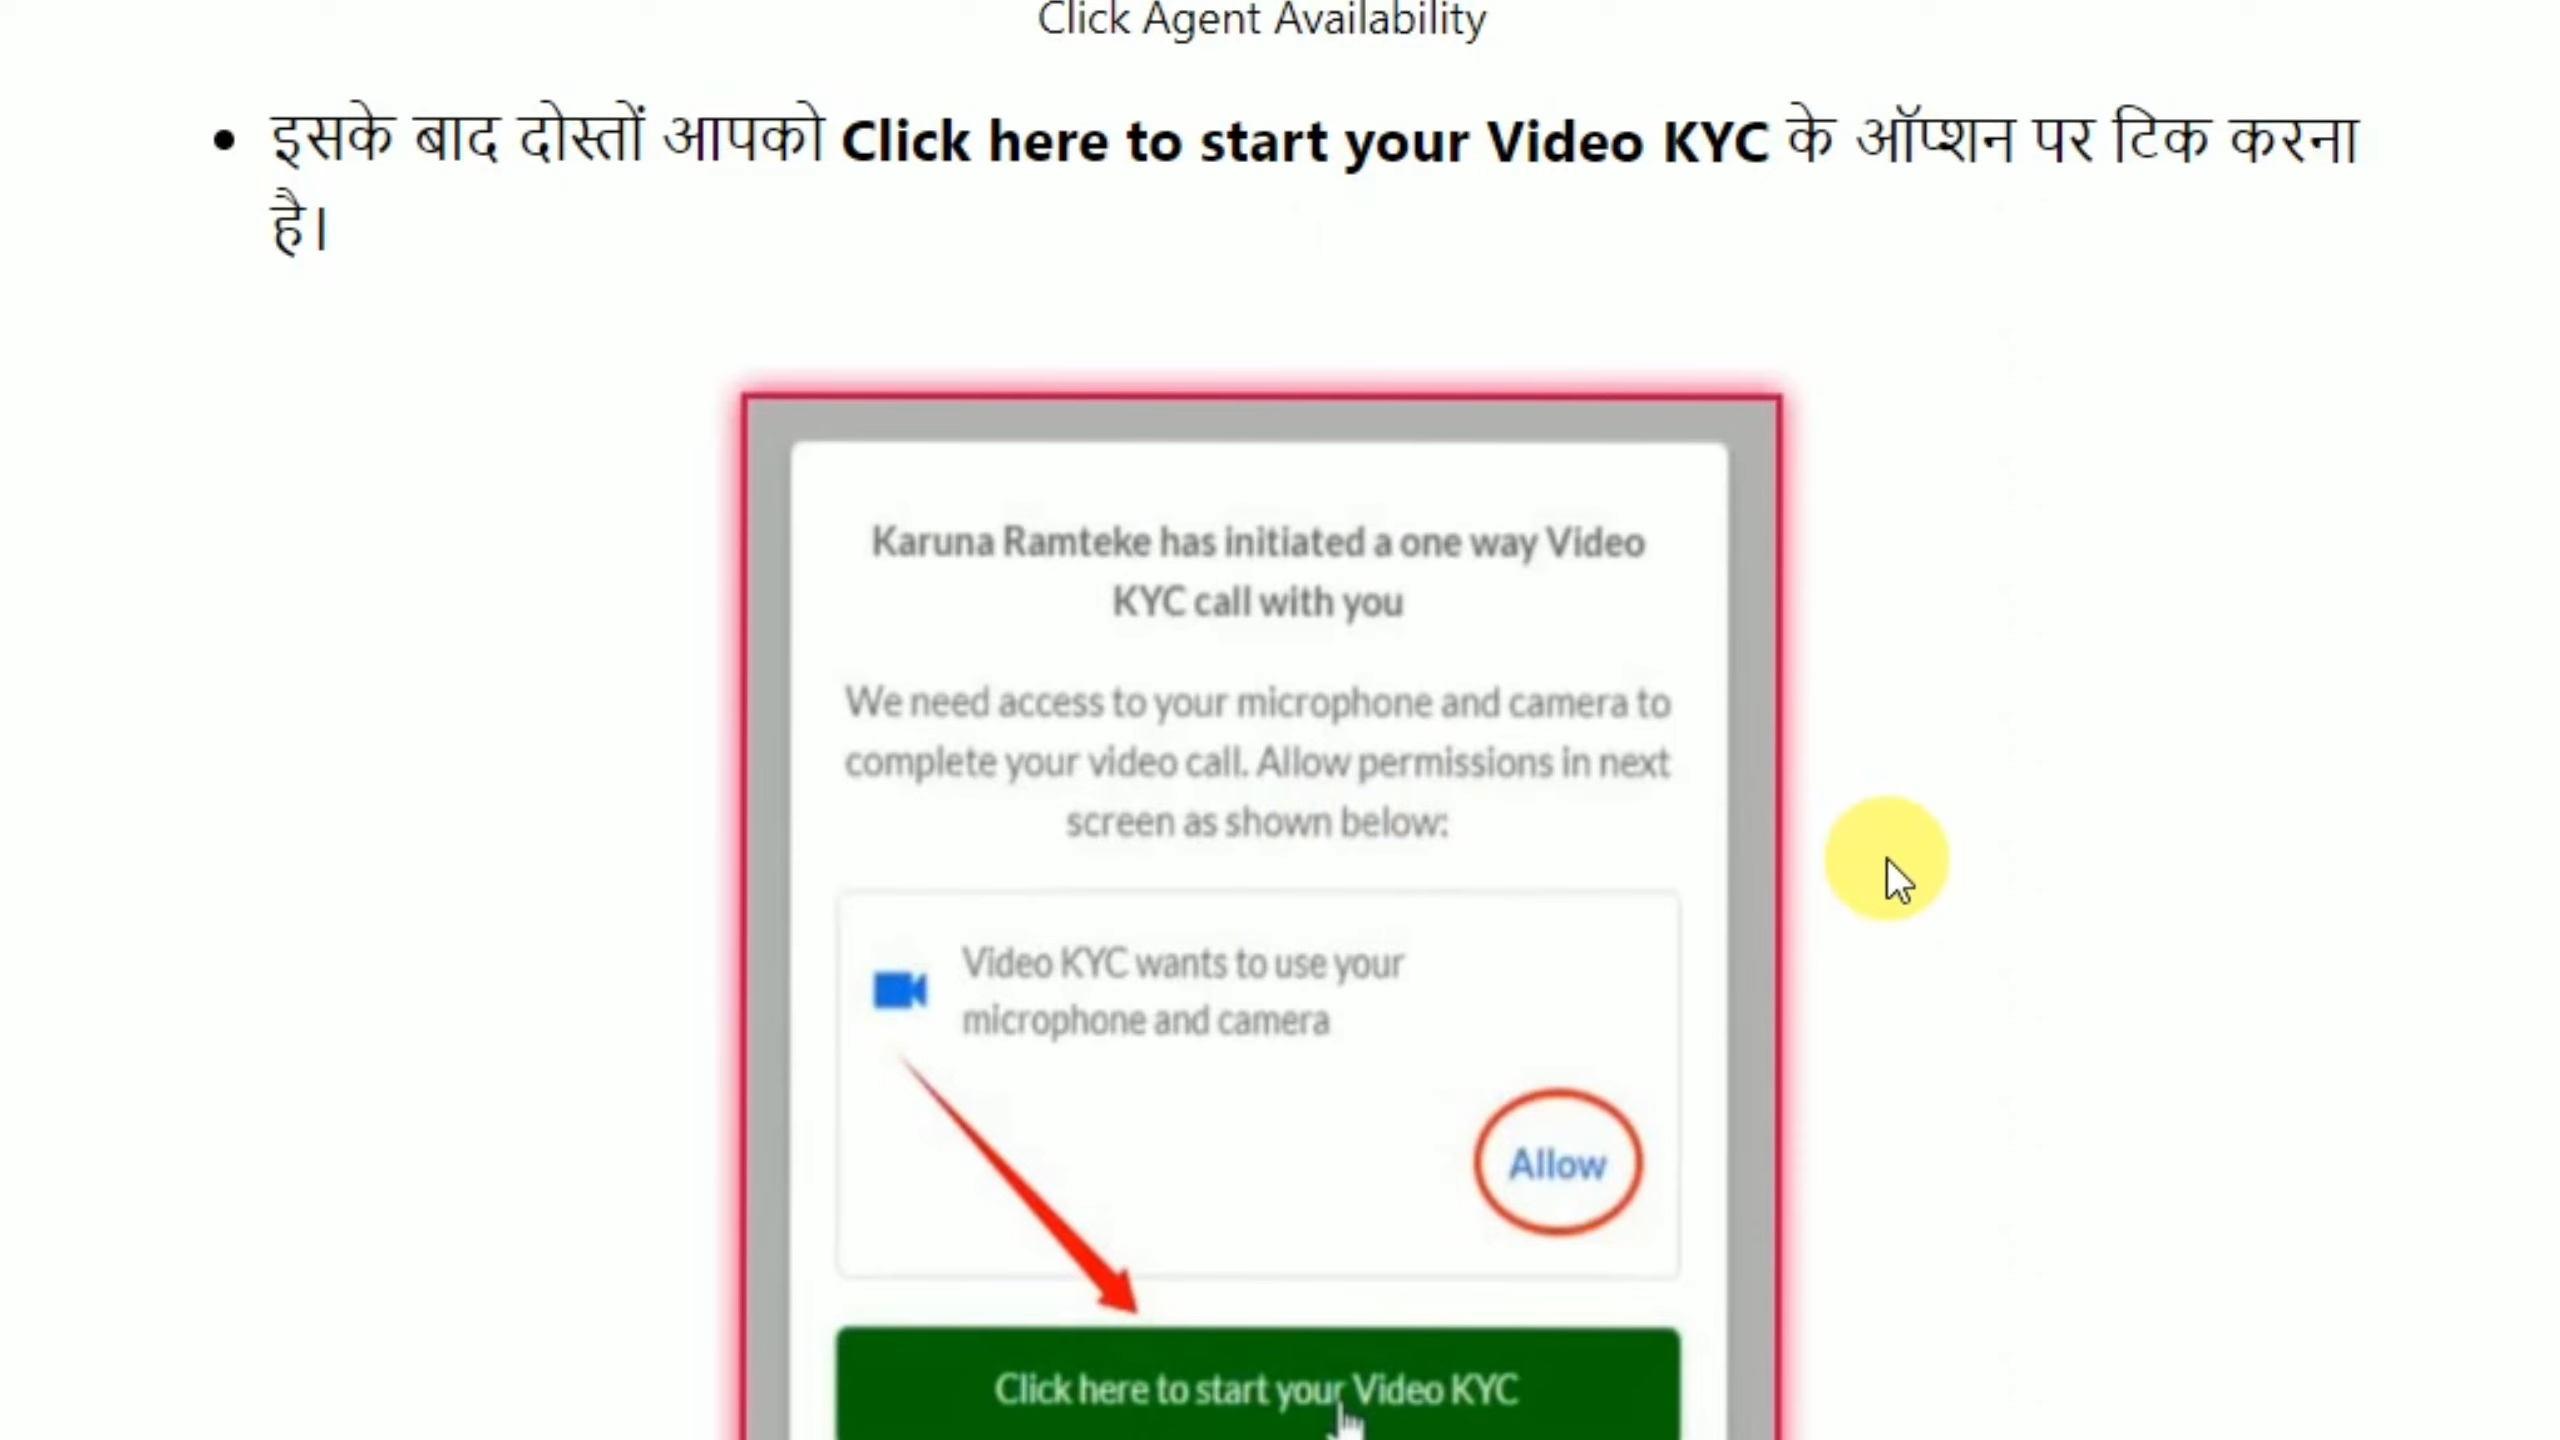 Click Agent Availability
• इसके बाद दोस्तों आपको Click here to start your Video KYC के ऑप्शन पर टिक करना
है।
Karuna Ramteke has initiated a one way Video
KYC call with you
We need access to your microphone and camera to
complete your video call. Allow permissions in next
screen as shown below:
Video KYC wants to use your
microphone and camera
Allow
Click here to start your Video KYC